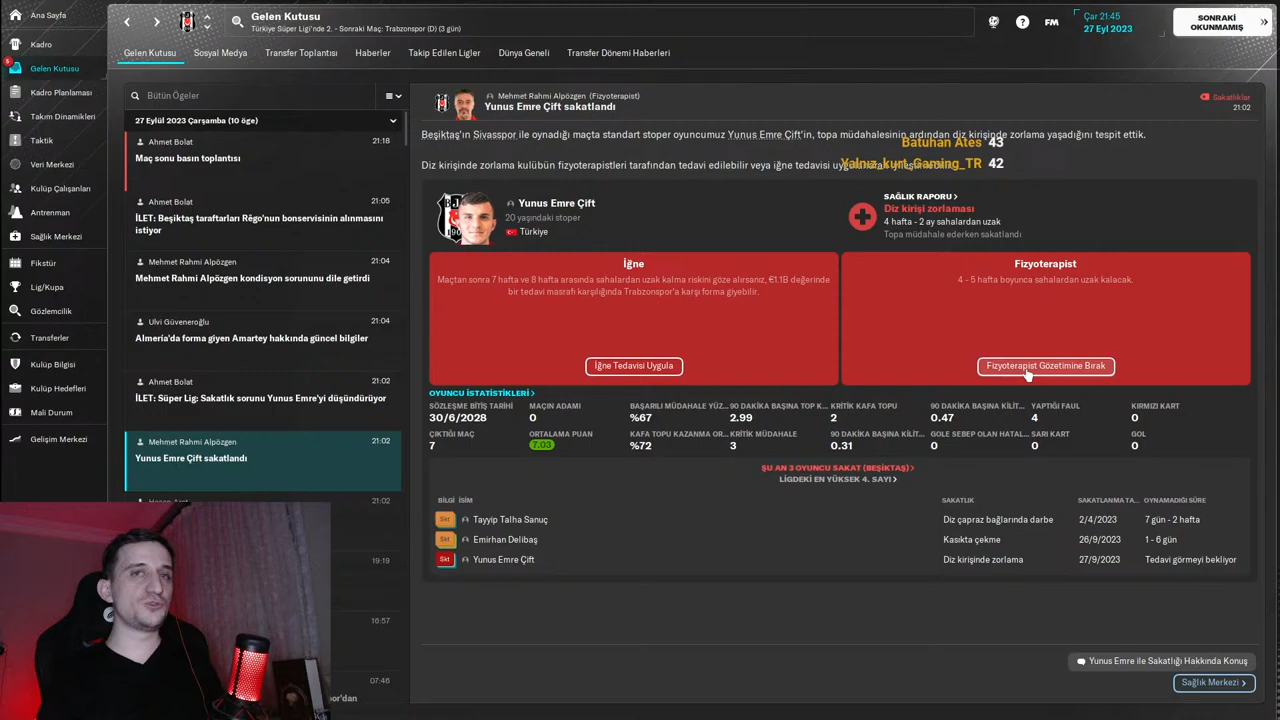 Ana Sayfa
Kadro
5
Gelen Kutusu
Kadro Planlaması
Takım Dinamikleri
Taktik
Veri Merkezi
Kulüp Çalışanları
Antrenman
Sağlık Merkezi
Fikstür
Lig/Kupa
Gözlemcilik
Transferler
Kulüp Bilgisi
Kulüp Hedefleri
Mali Durum
Gelişim Merkezi
Gelen Kutusu
Türkiye Süper Ligi'nde 2. - Sonraki Maç: Trabzonspor (D) (3 gün)
?
FM
Çar 21:45
27 Eyl 2023
SONRAKİ
OKUNMAMIŞ
Gelen Kutusu
Sosyal Medya
Transfer Toplantısı
Haberler
Takip Edilen Ligler
Dünya Geneli
Transfer Dönemi Haberleri
Bütün Ögeler
27 Eylül 2023 Çarşamba (10 öge)
Ahmet Bolat 21:18
Maç sonu basın toplantısı
Ahmet Bolat 21:05
İLET: Beşiktaş taraftarları Rêgo'nun bonservisinin alınmasını
istiyor
Mehmet Rahmi Alpözgen 21:04
Mehmet Rahmi Alpözgen kondisyon sorununu dile getirdi
Ulvi Güveneroğlu 21:04
Almería'da forma giyen Amartey hakkında güncel bilgiler
Ahmet Bolat 21:02
İLET: Süper Lig: Sakatlık sorunu Yunus Emre'yi düşündürüyor
Mehmet Rahmi Alpözgen 21:02
Yunus Emre Çift sakatlandı
19:19
16:57
07:46
Mehmet Rahmi Alpözgen (Fizyoterapist)
Yunus Emre Çift sakatlandı
Sakatlıklar
21:02
Beşiktaş'ın Sivasspor ile oynadığı maçta standart stoper oyuncumuz Yunus Emre Çift'in, topa müdahalesinin ardından diz kirişinde zorlama yaşadığını tespit ettik.
Batuhan Ates 43
Diz kirişinde zorlama kulübün fizyoterapistleri tarafından tedavi edilebilir veya iğne tedavisi
Yalnız_kurt_Gaming_TR 42
Yunus Emre Çift
20 yaşındaki stoper
Türkiye
SAĞLIK RAPORU
Diz kirişi zorlaması
4 hafta - 2 ay sahalardan uzak
Topa müdahale ederken sakatlandı
İğne
Maçtan sonra 7 hafta ve 8 hafta arasında sahalardan uzak kalma riskini göze alırsanız, €1.1B değerinde
bir tedavi masrafı karşılığında Trabzonspor'a karşı forma giyebilir.
İğne Tedavisi Uygula
Fizyoterapist
4 - 5 hafta boyunca sahalardan uzak kalacak.
Fizyoterapist Gözetimine Bırak
OYUNCU İSTATİSTİKLERİ
SÖZLEŞME BİTİŞ TARİHİ MAÇIN ADAMI BAŞARILI MÜDAHALE YÜZ... 90 DAKİKA BAŞINA TOP K... KRİTİK KAFA TOPU 90 DAKİKA BAŞINA KİLİT... YAPTIĞI FAUL KIRMIZI KART
30/6/2028 0 %67 2.99 2 0.47 4 0
ÇIKTIĞI MAÇ ORTALAMA PUAN KAFA TOPU KAZANMA OR... KRİTİK MÜDAHALE 90 DAKİKA BAŞINA KİLİT... GOLE SEBEP OLAN HATAL... SARI KART GOL
7 7.03 %72 3 0.31 0 0 0
ŞU AN 3 OYUNCU SAKAT (BEŞİKTAŞ)
LİGDEKİ EN YÜKSEK 4. SAYI
BİLGİ İSİM SAKATLIK SAKATLANMA TA... OYNAMADIĞI SÜRE
Skt Tayyip Talha Sanuç Diz çapraz bağlarında darbe 2/4/2023 7 gün - 2 hafta
Skt Emirhan Delibaş Kasıkta çekme 26/9/2023 1 - 6 gün
Skt Yunus Emre Çift Diz kirişinde zorlama 27/9/2023 Tedavi görmeyi bekliyor
Yunus Emre ile Sakatlığı Hakkında Konuş
Sağlık Merkezi